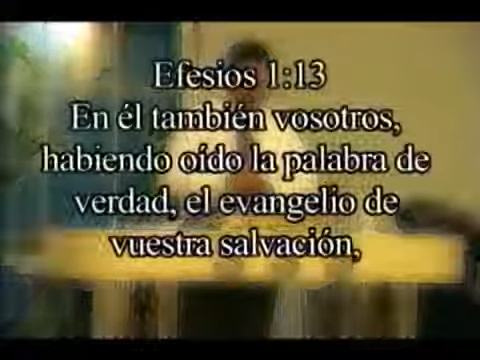 Efesios 1:13
En él también vosotros,
habiendo oído la palabra de
verdad, el evangelio de
vuestra salvación,